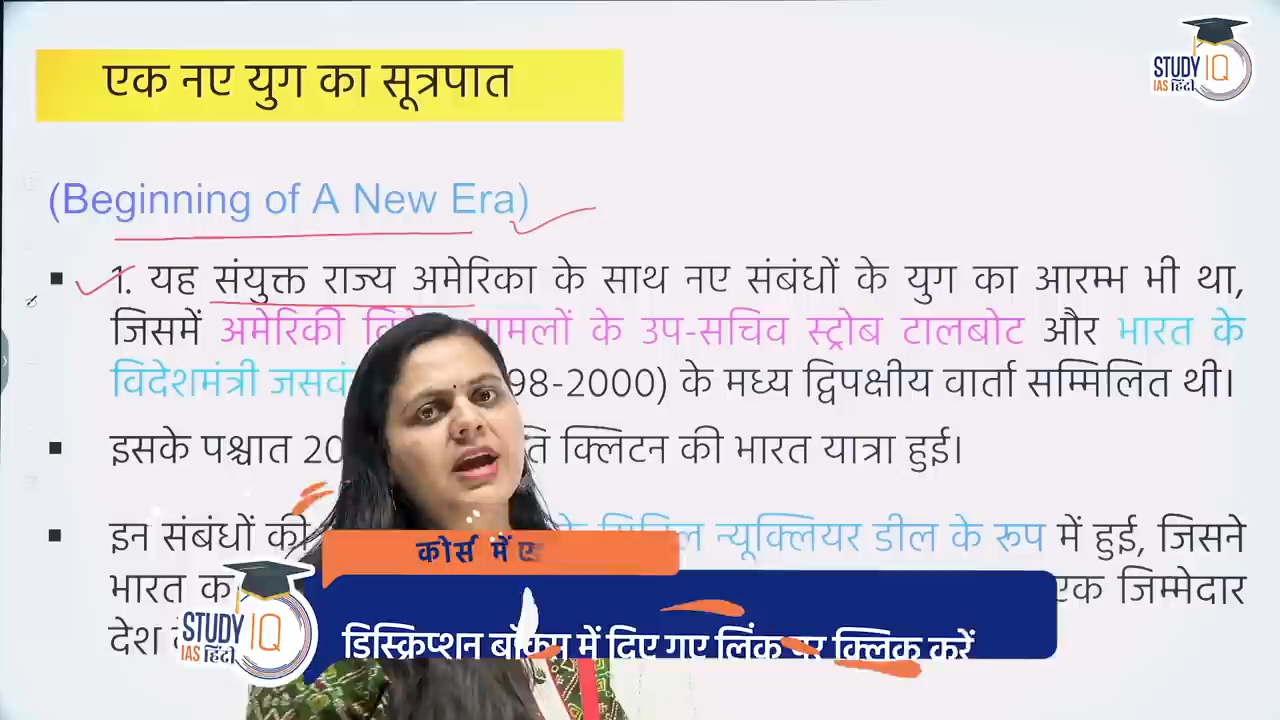 एक नए युग का सूत्रपात
STUDY IQ
IAS हिंदी
(Beginning of A New Era)
1. यह संयुक्त राज्य अमेरिका के साथ नए संबंधों के युग का आरम्भ भी था,
जिसमें अमेरिकी मामलों के उप-सचिव स्ट्रोब टालबोट और भारत के
विदेशमंत्री 98-2000) के मध्य द्विपक्षीय वार्ता सम्मिलित थी।
इसके पश्चात 20 क्लिटन की भारत यात्रा हुई।
इन संबंधों की न्यूक्लियर डील के रूप में हुई, जिसने
भारत एक जिम्मेदार
देश
कोर्स में
STUDY IQ
IAS हिंदी
डिस्क्रिप्शन बॉक्स में दिए गए लिंक पर क्लिक करें